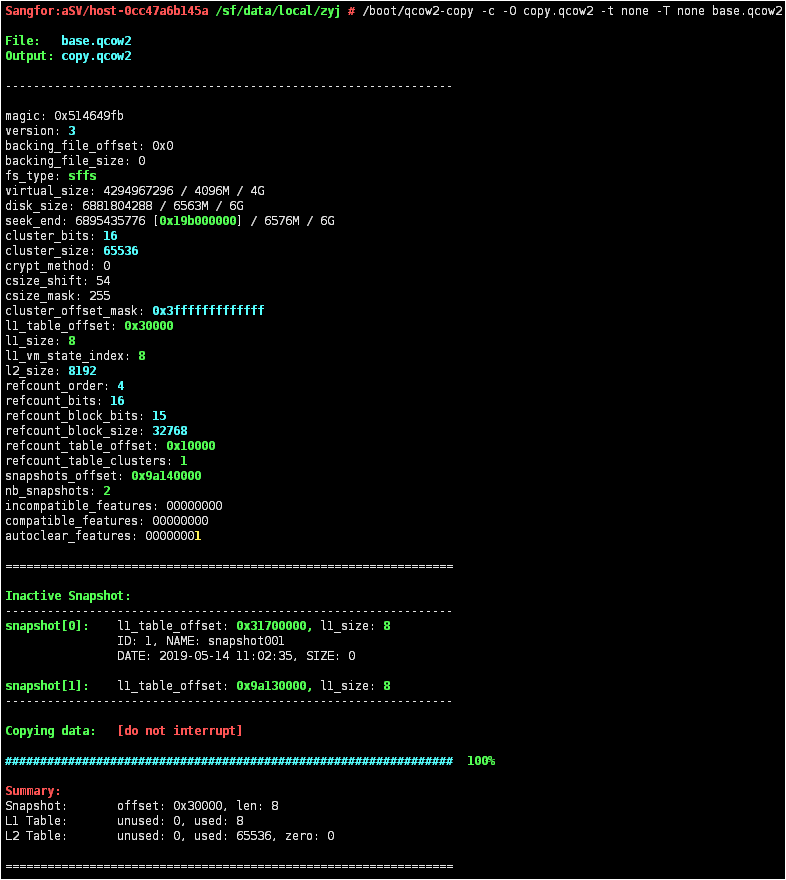 Sangfor:aSV/host-0cc47a6b145a /sf/data/local/zyj # /boot/qcow2-copy -c -O copy.qcow2 -t none -T none base.qcow2
File: base.qcow2
Output: copy.qcow2
----------------------------------------------------------------
magic: 0x514649fb
version: 3
backing_file_offset: 0x0
backing_file_size: 0
fs_type: sffs
virtual_size: 4294967296 / 4096M / 4G
disk_size: 6881804288 / 6563M / 6G
seek_end: 6895435776 [0x19b000000] / 6576M / 6G
cluster_bits: 16
cluster_size: 65536
crypt_method: 0
csize_shift: 54
csize_mask: 255
cluster_offset_mask: 0x3fffffffffffff
l1_table_offset: 0x30000
l1_size: 8
l1_vm_state_index: 8
l2_size: 8192
refcount_order: 4
refcount_bits: 16
refcount_block_bits: 15
refcount_block_size: 32768
refcount_table_offset: 0x10000
refcount_table_clusters: 1
snapshots_offset: 0x9a140000
nb_snapshots: 2
incompatible_features: 00000000
compatible_features: 00000000
autoclear_features: 00000001
================================================================
Inactive Snapshot:
----------------------------------------------------------------
snapshot[0]: l1_table_offset: 0x31700000, l1_size: 8
ID: 1, NAME: snapshot001
DATE: 2019-05-14 11:02:35, SIZE: 0
snapshot[1]: l1_table_offset: 0x9a130000, l1_size: 8
----------------------------------------------------------------
Copying data: [do not interrupt]
################################################################ 100%
Summary:
Snapshot: offset: 0x30000, len: 8
L1 Table: unused: 0, used: 8
L2 Table: unused: 0, used: 65536, zero: 0
================================================================